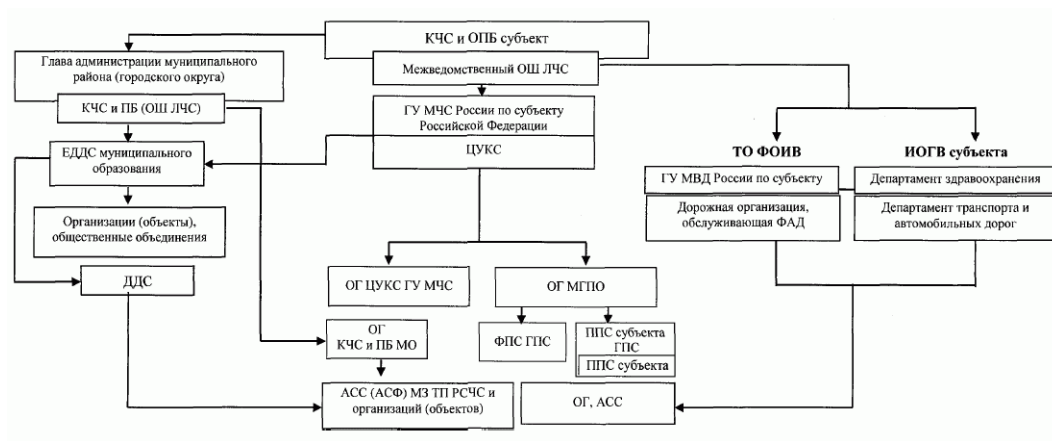 КЧС и ОПБ субъект
Межведомственный ОШ ЛЧС
Глава администрации муниципального
района (городского округа)
КЧС и ПБ (ОШ ЛЧС)
ГУ МЧС России по субъекту
Российской Федерации
ЦУКС
ЕДДС муниципального
образования
Организации (объекты),
общественные объединения
ДДС
ТО ФОИВ
ИОГВ субъекта
ГУ МВД России по субъекту
Департамент здравоохранения
Дорожная организация,
обслуживающая ФАД
Департамент транспорта и
автомобильных дорог
ОГ ЦУКС ГУ МЧС
ОГ МГПО
ОГ
КЧС и ПБ МО
ФПС ГПС
ППС субъекта
ГПС
ППС субъекта
АСС (АСФ) МЗ ТП РСЧС и
организаций (объектов)
ОГ, АСС